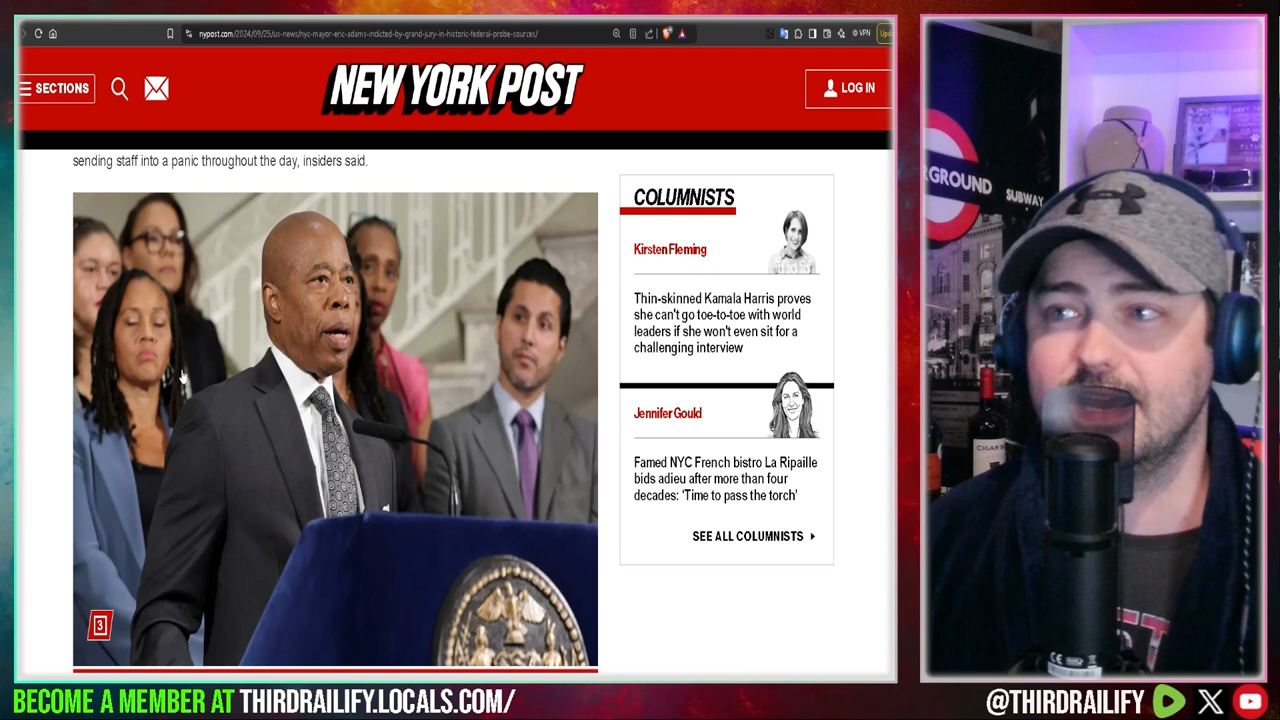 nypost.com/2024/09/25/us-news/nyc-mayor-eric-adams-indicted-by-grand-jury-in-historic-federal-probe-sources/
VPN
SECTIONS
NEW YORK POST
LOG IN
sending staff into a panic throughout the day, insiders said.
3
COLUMNISTS
Kirsten Fleming
Thin-skinned Kamala Harris proves
she can't go toe-to-toe with world
leaders if she won't even sit for a
challenging interview
Jennifer Gould
Famed NYC French bistro La Ripaille
bids adieu after more than four
decades: 'Time to pass the torch'
SEE ALL COLUMNISTS
RGROUND
SUBWAY
CIGAR
BECOME A MEMBER AT THIRDRAILIFY.LOCALS.COM/
@THIRDRAILIFY